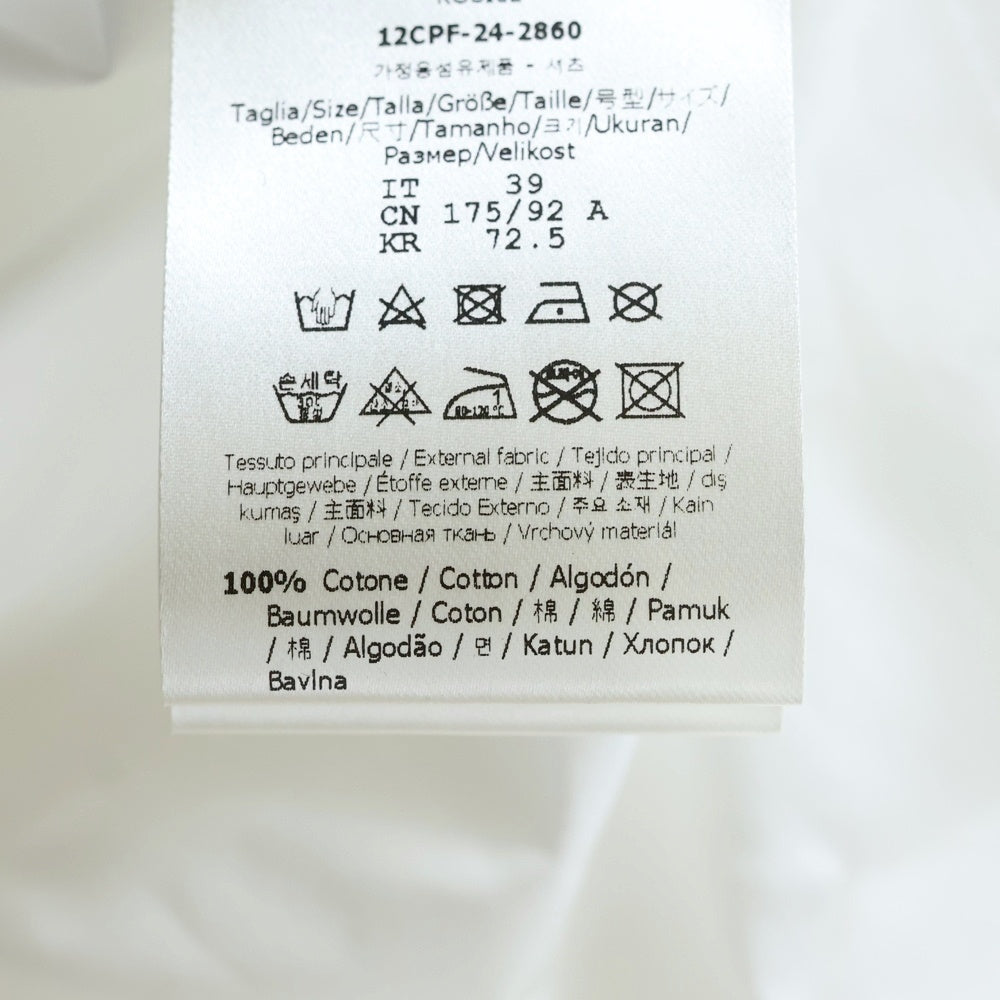 12CPF-24-2860
가정용섬유제품 - 셔츠
Taglia/Size/Talla/Größe/Taille/号型/サイズ/
Beden/尺寸/Tamanho/크기/Ukuran/
Размер/Velikost
IT 39
CN 175/92 A
KR 72.5
손세탁
80-120 ℃
Tessuto principale / External fabric / Tejido principal /
Hauptgewebe / Étoffe externe / 主面料 / 表生地 / dış
kumaş / 主面料 / Tecido Externo / 주요 소재 / Kain
luar / Основная ткань / Vrchový materiál
100% Cotone / Cotton / Algodón /
Baumwolle / Coton / 棉 / 綿 / Pamuk
/ 棉 / Algodão / 면 / Katun / Хлопок /
Bavlna